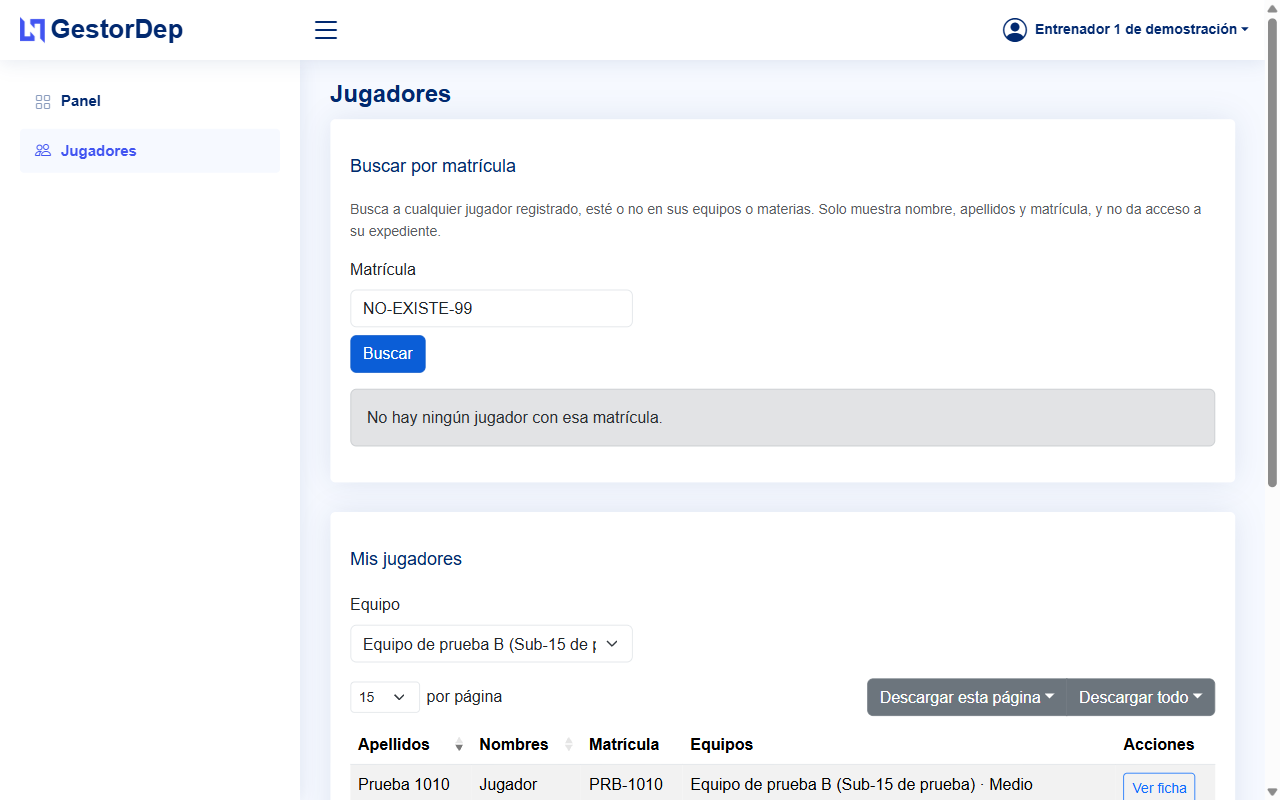 GestorDep
Entrenador 1 de demostración
Panel
Jugadores
Jugadores
Buscar por matrícula
Busca a cualquier jugador registrado, esté o no en sus equipos o materias. Solo muestra nombre, apellidos y matrícula, y no da acceso a
su expediente.
Matrícula
NO-EXISTE-99
Buscar
No hay ningún jugador con esa matrícula.
Mis jugadores
Equipo
Equipo de prueba B (Sub-15 de p
15 por página
Descargar esta página Descargar todo
Apellidos Nombres Matrícula Equipos Acciones
Prueba 1010 Jugador PRB-1010 Equipo de prueba B (Sub-15 de prueba) · Medio Ver ficha